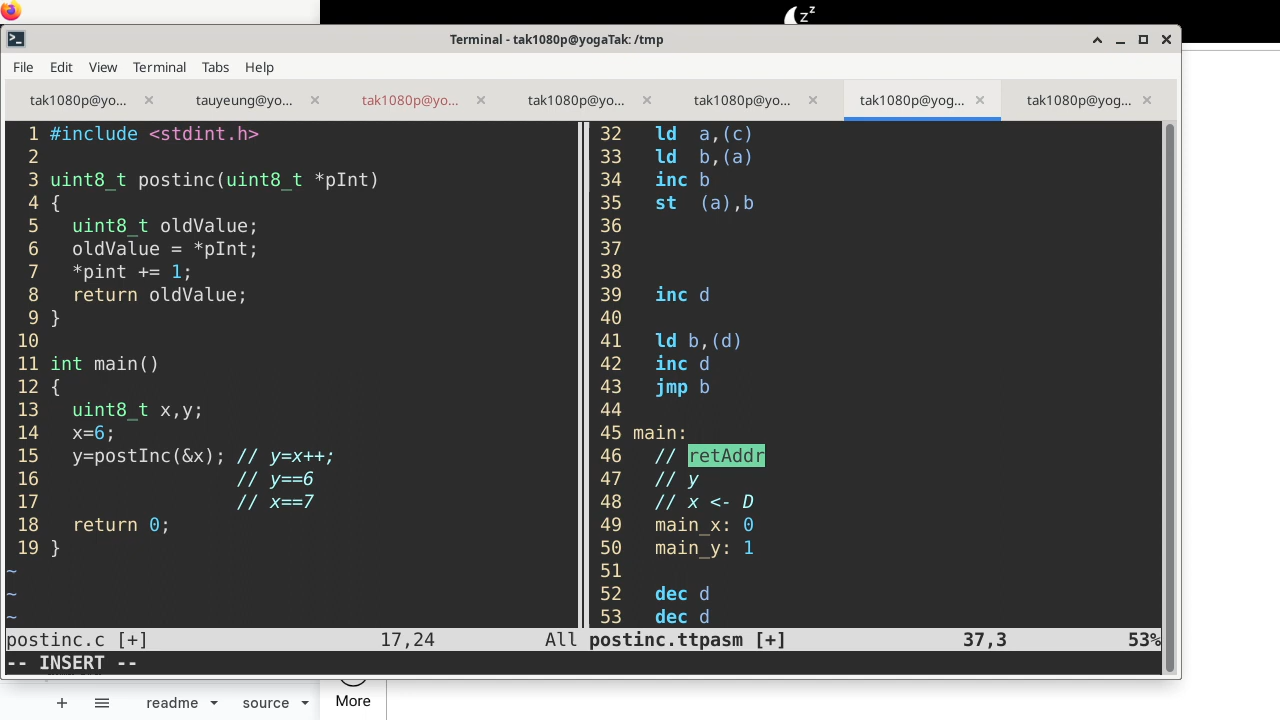 z z
Terminal - tak1080p@yogaTak: /tmp
File Edit View Terminal Tabs Help
tak1080p@yo... tauyeung@yo... tak1080p@yo... tak1080p@yo... tak1080p@yo... tak1080p@yog... tak1080p@yog...
1 #include <stdint.h>
2
3 uint8_t postinc(uint8_t *pInt)
4 {
5 uint8_t oldValue;
6 oldValue = *pInt;
7 *pint += 1;
8 return oldValue;
9 }
10
11 int main()
12 {
13 uint8_t x,y;
14 x=6;
15 y=postInc(&x); // y=x++;
16 // y==6
17 // x==7
18 return 0;
19 }
~
~
~
postinc.c [+] 17,24 All
32 ld a,(c)
33 ld b,(a)
34 inc b
35 st (a),b
36
37
38
39 inc d
40
41 ld b,(d)
42 inc d
43 jmp b
44
45 main:
46 // retAddr
47 // y
48 // x <- D
49 main_x: 0
50 main_y: 1
51
52 dec d
53 dec d
postinc.ttpasm [+] 37,3 53%
-- INSERT --
+ readme source
More